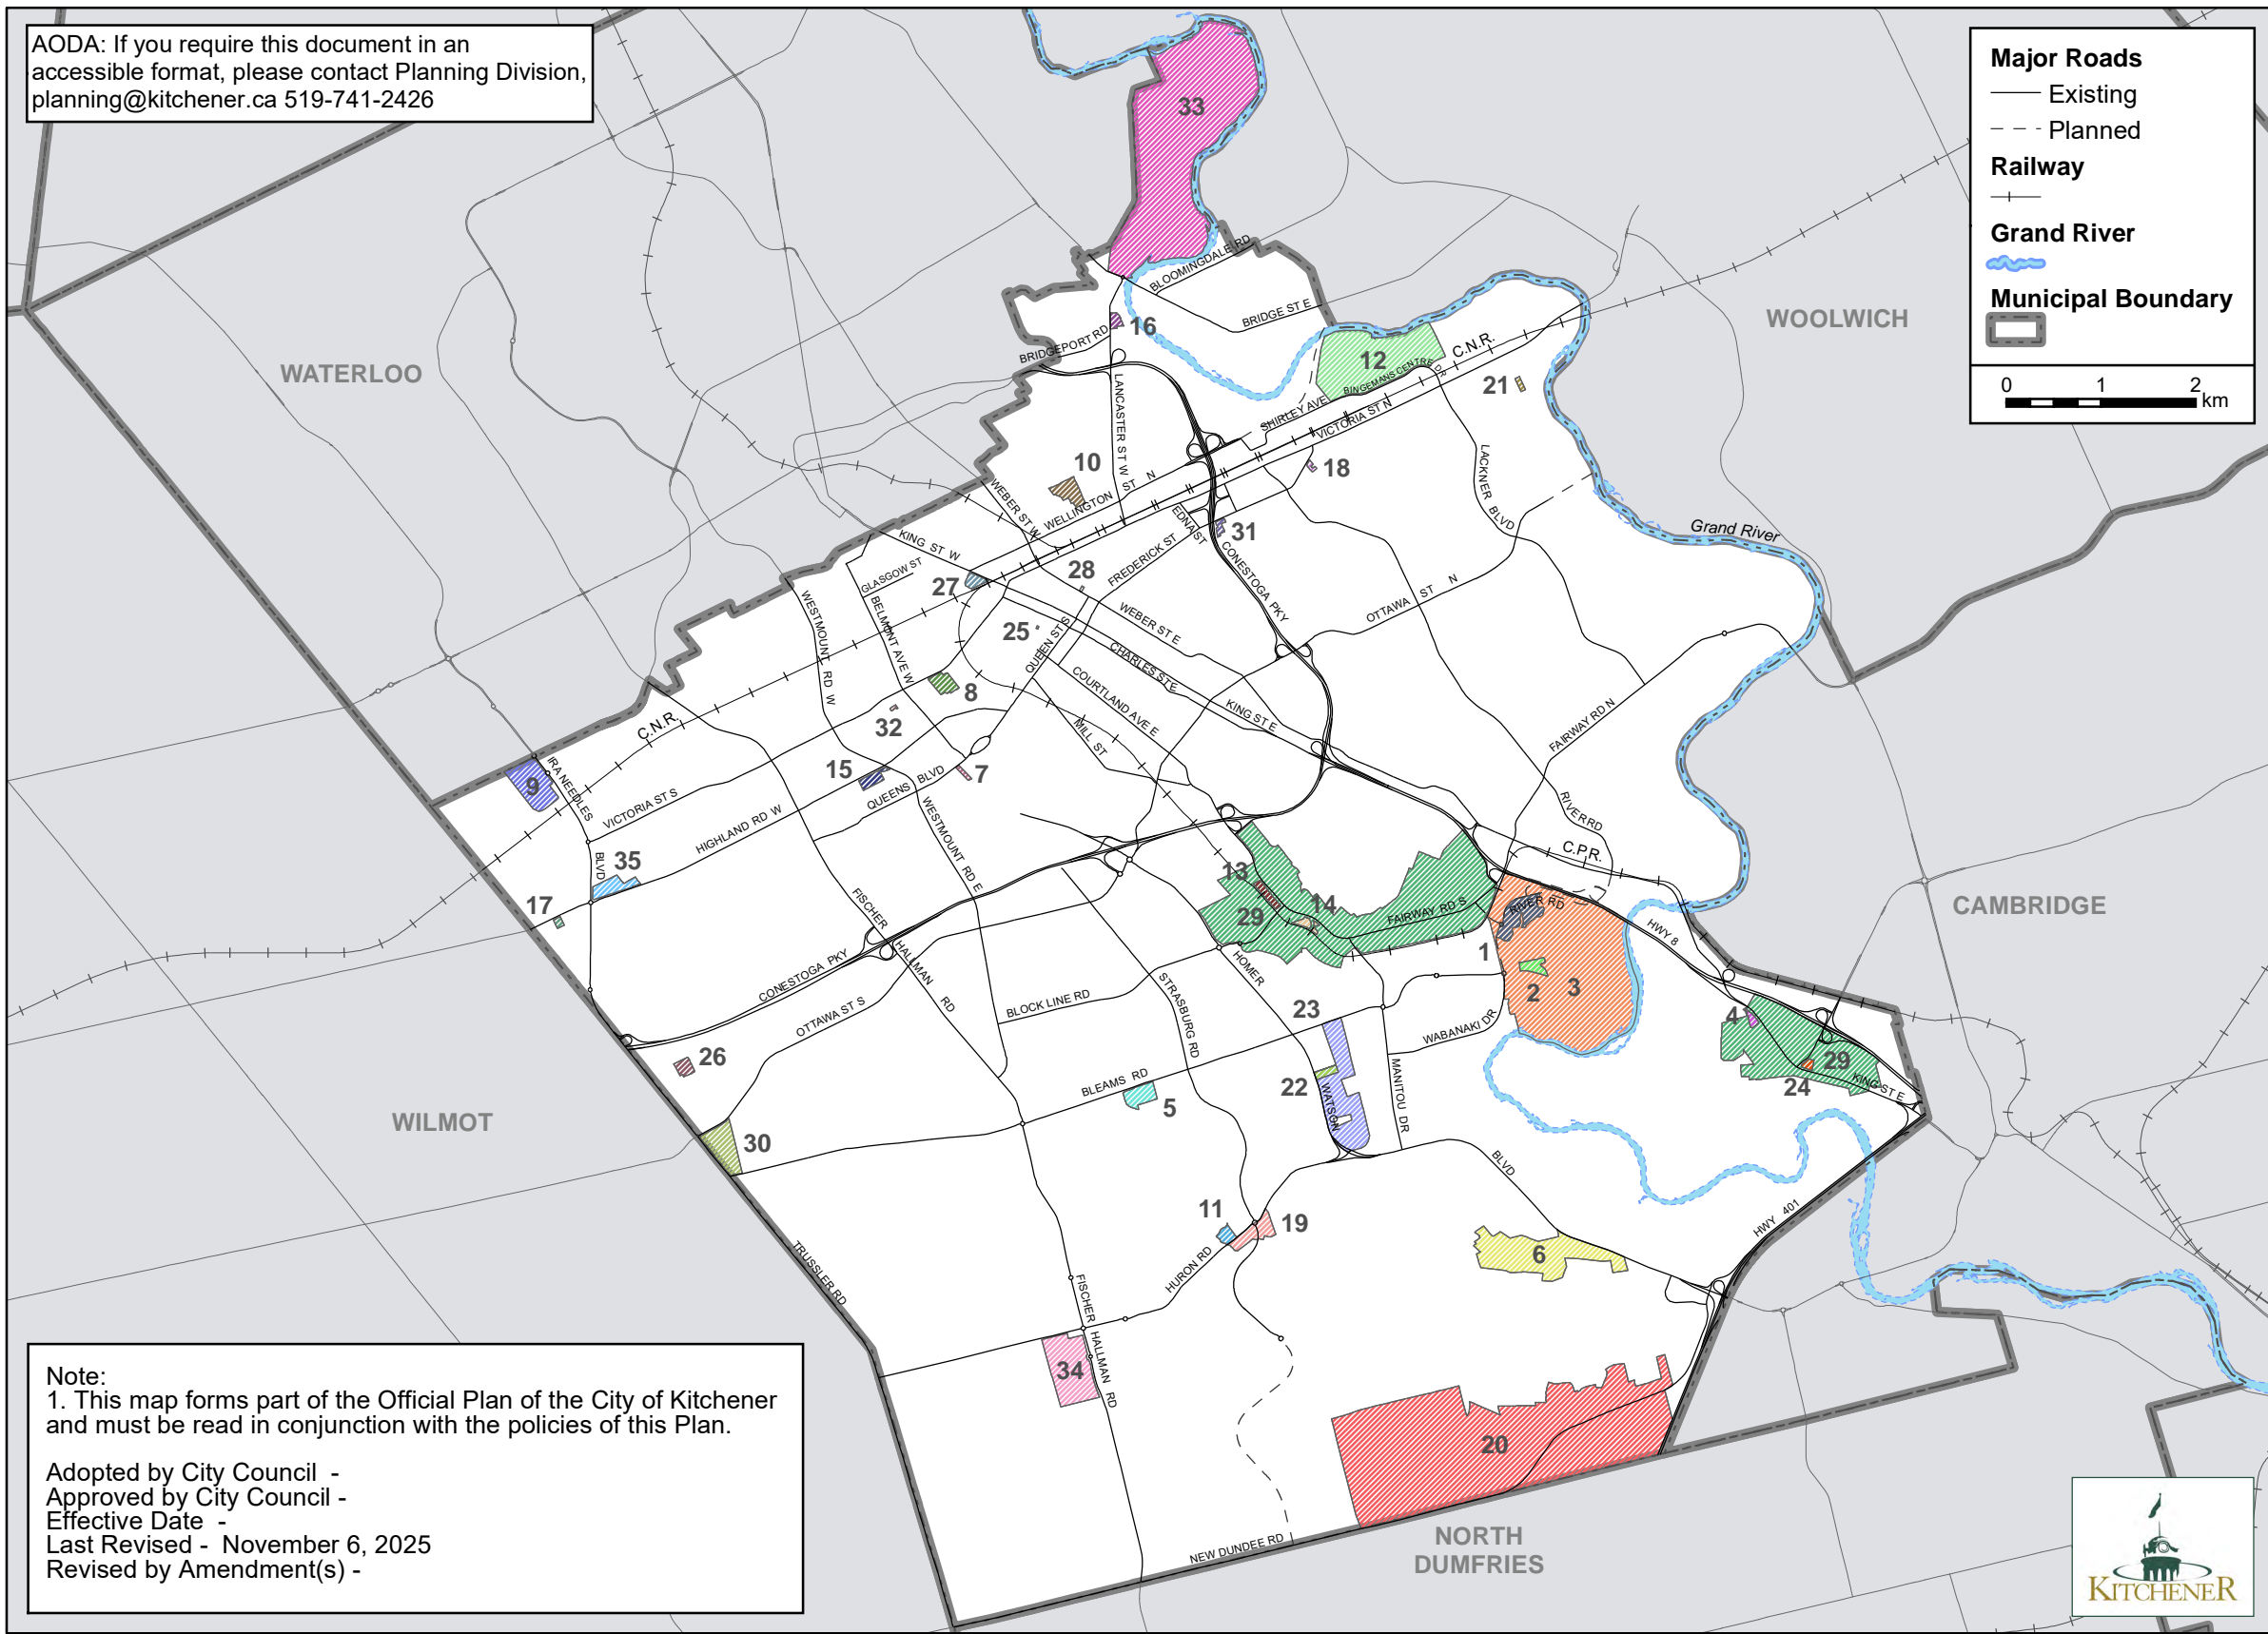 AODA: If you require this document in an
accessible format, please contact Planning Division,
planning@kitchener.ca 519-741-2426
Major Roads
Existing
Planned
Railway
Grand River
Municipal Boundary
0 1 2
km
33
BLOOMINGDALE RD
BRIDGE ST E
WOOLWICH
16
BRIDGEPORT RD
WATERLOO
12
C.N.R.
BINGEMANS CENTRE DR
21
SHIRLEY AVE
VICTORIA ST N
LANCASTER ST W
10
18
LACKNER BLVD
WEBER ST W
WELLINGTON ST N
EDNA ST
31
Grand River
KING ST W
FREDERICK ST
CONESTOGA PKY
28
GLASGOW ST
27
BELMONT AVE W
WESTMOUNT RD W
WEBER ST E
OTTAWA ST N
25
QUEEN ST S
CHARLES ST E
COURTLAND AVE E
8
32
KING ST E
FAIRWAY RD N
C.N.R.
MILL ST
IRA NEEDLES
BLVD
9
15
QUEENS BLVD
7
VICTORIA ST S
HIGHLAND RD W
WESTMOUNT RD E
RIVER RD
C.P.R.
35
13
17
14
29
FAIRWAY RD S
RIVER RD
CAMBRIDGE
FISCHER
HALLMAN
RD
HWY 8
1
CONESTOGA PKY
HOMER
2
3
STRASBURG RD
BLOCK LINE RD
OTTAWA ST S
23
WABANAKI DR
4
29
26
24
KING ST E
BLEAMS RD
22
WATSON
MANITOU DR
5
WILMOT
30
BLVD
11
19
HWY 401
HURON RD
6
TRUSSLER RD
FISCHER
HALLMAN RD
34
20
NEW DUNDEE RD
NORTH
DUMFRIES
Note:
1. This map forms part of the Official Plan of the City of Kitchener
and must be read in conjunction with the policies of this Plan.
Adopted by City Council -
Approved by City Council -
Effective Date -
Last Revised - November 6, 2025
Revised by Amendment(s) -
KITCHENER